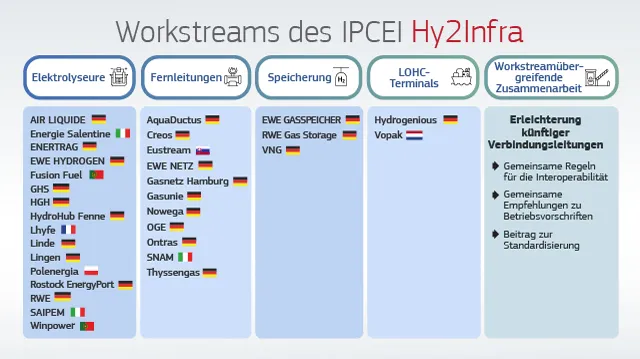 Workstreams des IPCEI Hy2Infra
Elektrolyseure
Fernleitungen
Speicherung
H₂
LOHC-
Terminals
Workstreamüber-
greifende
Zusammenarbeit
AIR LIQUIDE
Energie Salentine
ENERTRAG
EWE HYDROGEN
Fusion Fuel
GHS
HGH
HydroHub Fenne
Lhyfe
Linde
Lingen
Polenergia
Rostock EnergyPort
RWE
SAIPEM
Winpower
AquaDuctus
Creos
Eustream
EWE NETZ
Gasnetz Hamburg
Gasunie
Nowega
OGE
Ontras
SNAM
Thyssengas
EWE GASSPEICHER
RWE Gas Storage
VNG
Hydrogenious
Vopak
Erleichterung
künftiger
Verbindungsleitungen
Gemeinsame Regeln
für die Interoperabilität
Gemeinsame
Empfehlungen zu
Betriebsvorschriften
Beitrag zur
Standardisierung